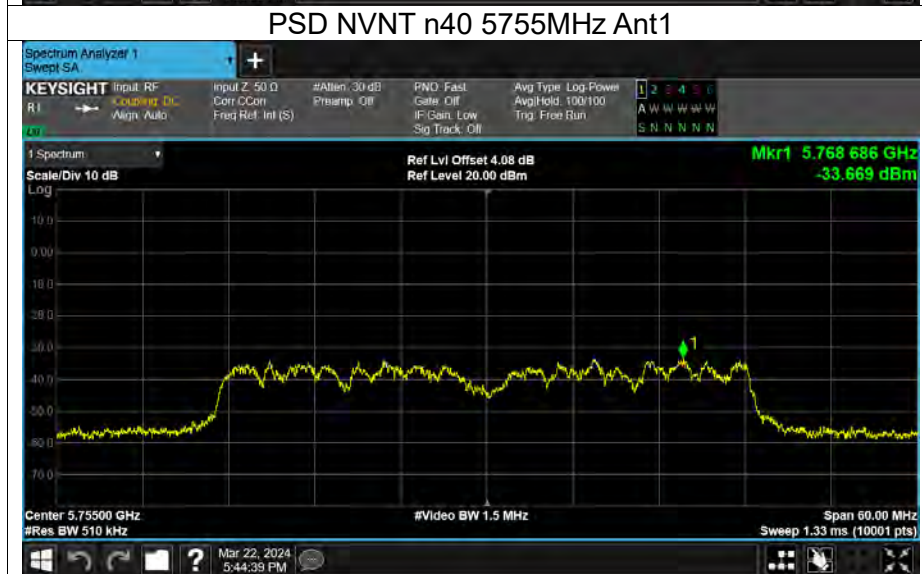 PSD NVNT n40 5755MHz Ant1
Spectrum Analyzer 1
Swept SA
+
KEYSIGHT Input: RF Input Z: 50 Ω #Atten: 30 dB PNO: Fast Avg Type: Log-Power 1 2 3 4 5 6
Coupling: DC Corr CCorr Preamp: Off Gate: Off Avg|Hold: 100/100 A W W W W W
Align: Auto Freq Ref: Int (S) IF Gain: Low Trig: Free Run
Sig Track: Off S N N N N N
1 Spectrum Ref Lvl Offset 4.08 dB Mkr1 5.768 686 GHz
Scale/Div 10 dB Ref Level 20.00 dBm -33.669 dBm
Log
10.0
0.00
1
-40.0
-50.0
-60.0
-70.0
Center 5.75500 GHz #Video BW 1.5 MHz Span 60.00 MHz
#Res BW 510 kHz Sweep 1.33 ms (10001 pts)
? Mar 22, 2024
5:44:39 PM